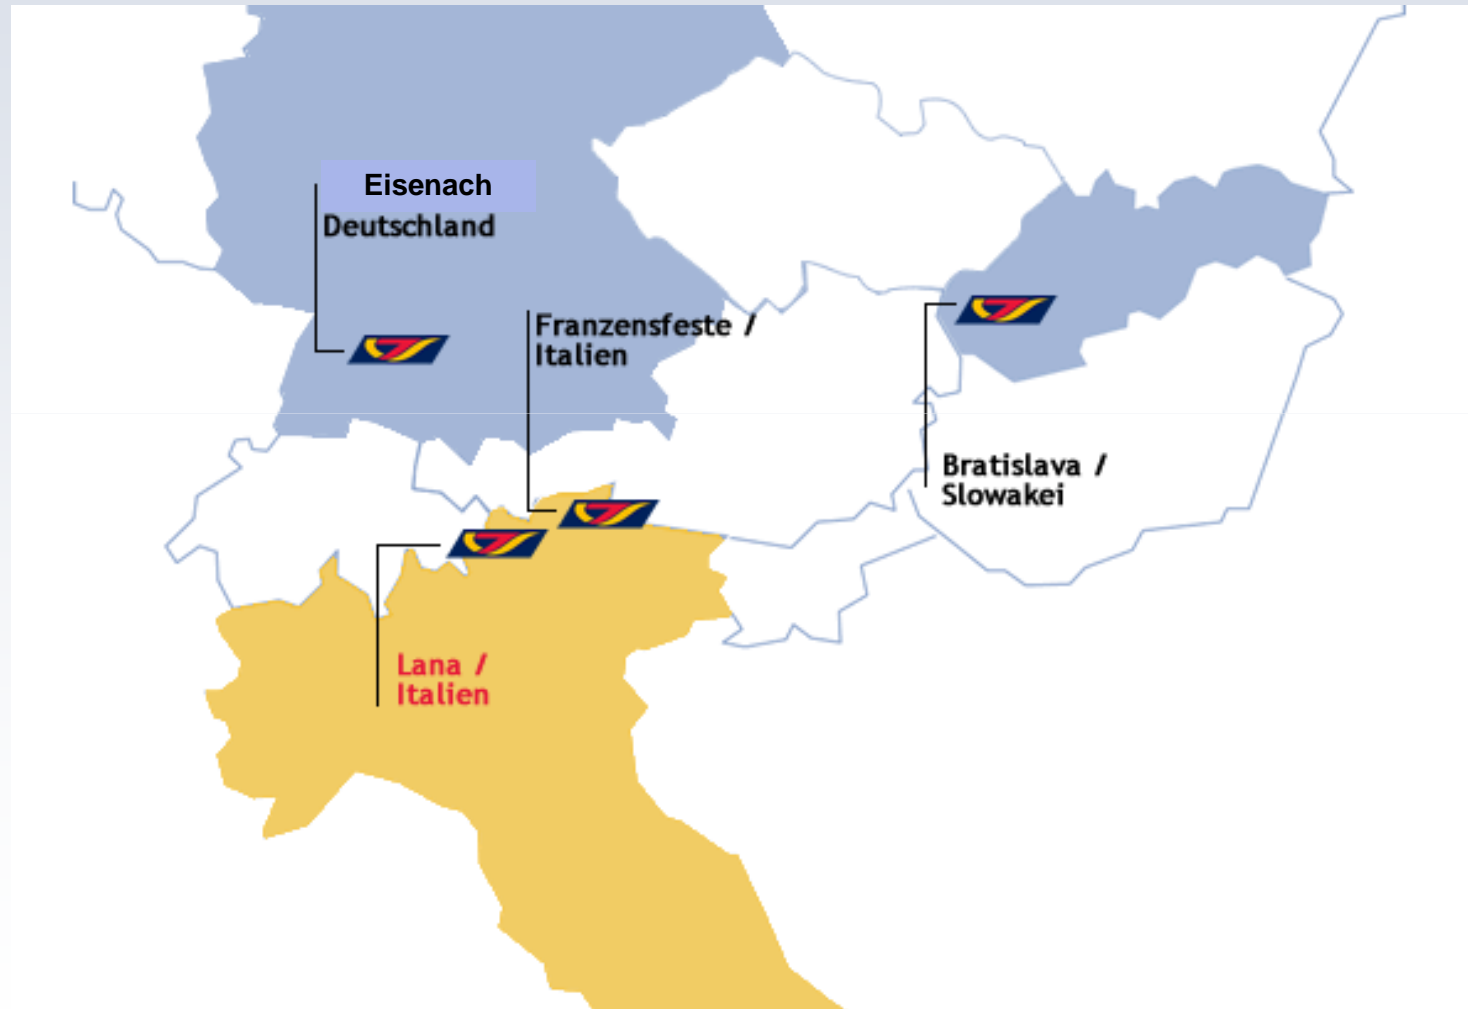 Eisenach
Deutschland
Franzensfeste /
Italien
Bratislava /
Slowakei
Lana /
Italien